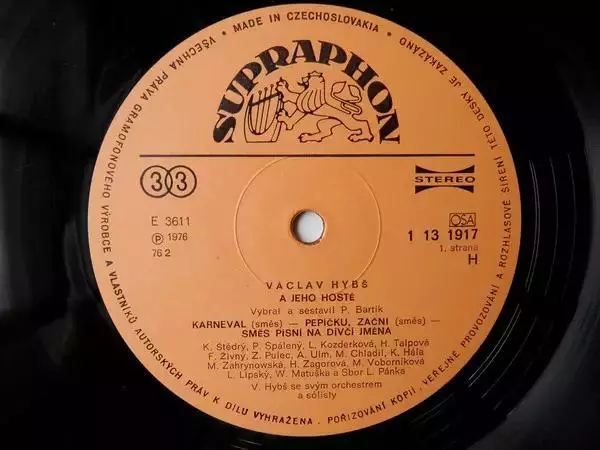 VŠECHNA PRÁVA GRAMOFONOVÉHO VÝROBCE A VLASTNÍKŮ AUTORSKÝCH PRÁV K DÍLU VYHRAŽENA. POŘIZOVÁNÍ KOPIÍ, VEŘEJNÉ PROVOZOVÁNÍ A ROZHLASOVÉ ŠÍŘENÍ TÉTO DESKY JE ZAKÁZÁNO • MADE IN CZECHOSLOVAKIA •
SUPRAPHON
33
STEREO
E 3611
Ⓟ 1976
76 2
OSA
1 13 1917
1. strana
H
VÁCLAV HYBŠ
A JEHO HOSTÉ
Vybral a sestavil P. Bartík
KARNEVAL (směs) — PEPÍČKU, ZAČNI (směs) —
SMĚS PÍSNÍ NA DÍVČÍ JMÉNA
K. Štědrý, P. Spálený, L. Kozderková, H. Talpová
F. Živný, Z. Pulec, A. Ulm, M. Chladil, K. Hála
M. Zahrynowská, H. Zagorová, M. Voborníková
L. Lipský, W. Matuška a Sbor L. Pánka
V. Hybš se svým orchestrem
a sólisty